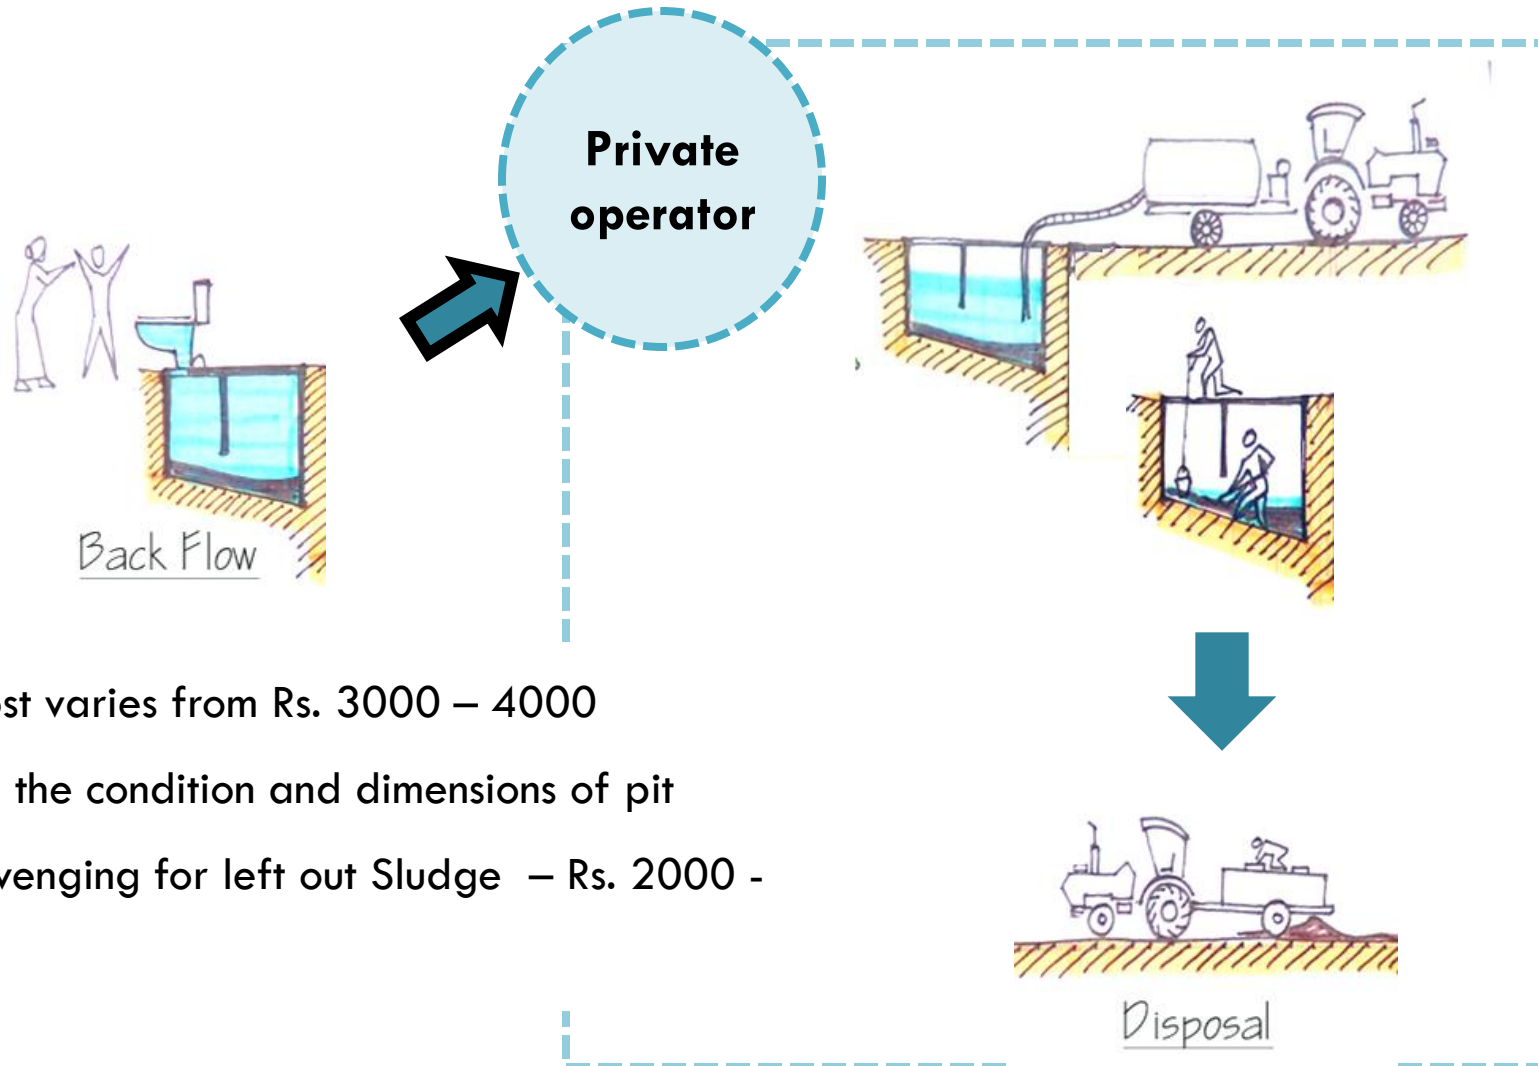 Private
operator
Back Flow
ost varies from Rs. 3000 – 4000
the condition and dimensions of pit
venging for left out Sludge – Rs. 2000 -
Disposal